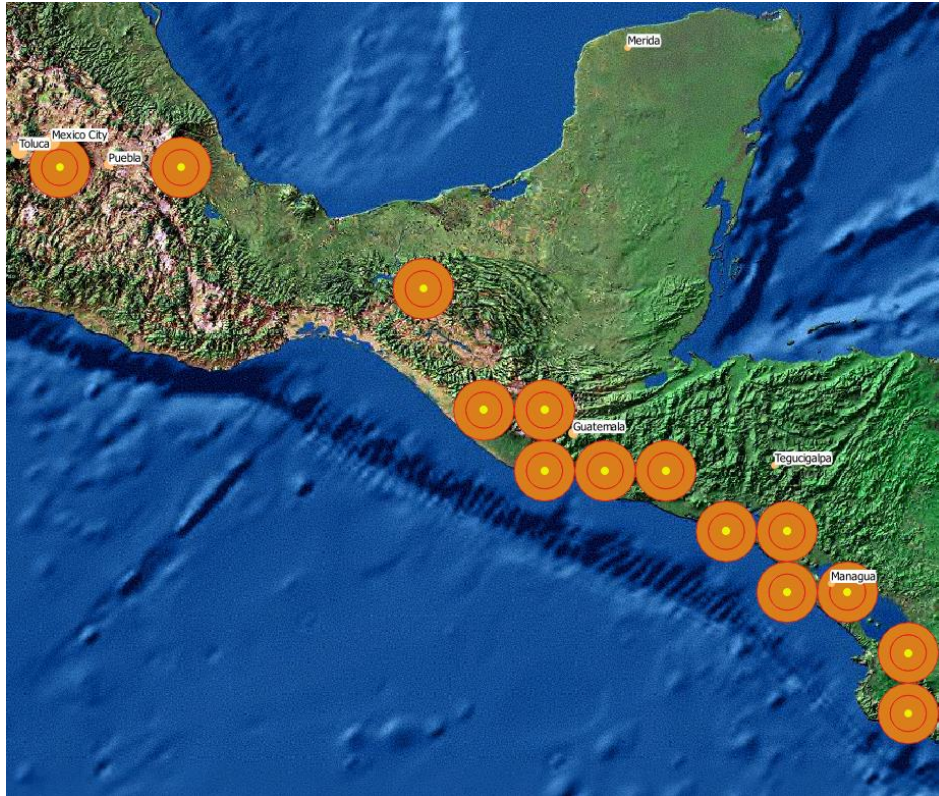 Merida
Mexico City
Toluca
Puebla
Guatemala
Tegucigalpa
Managua